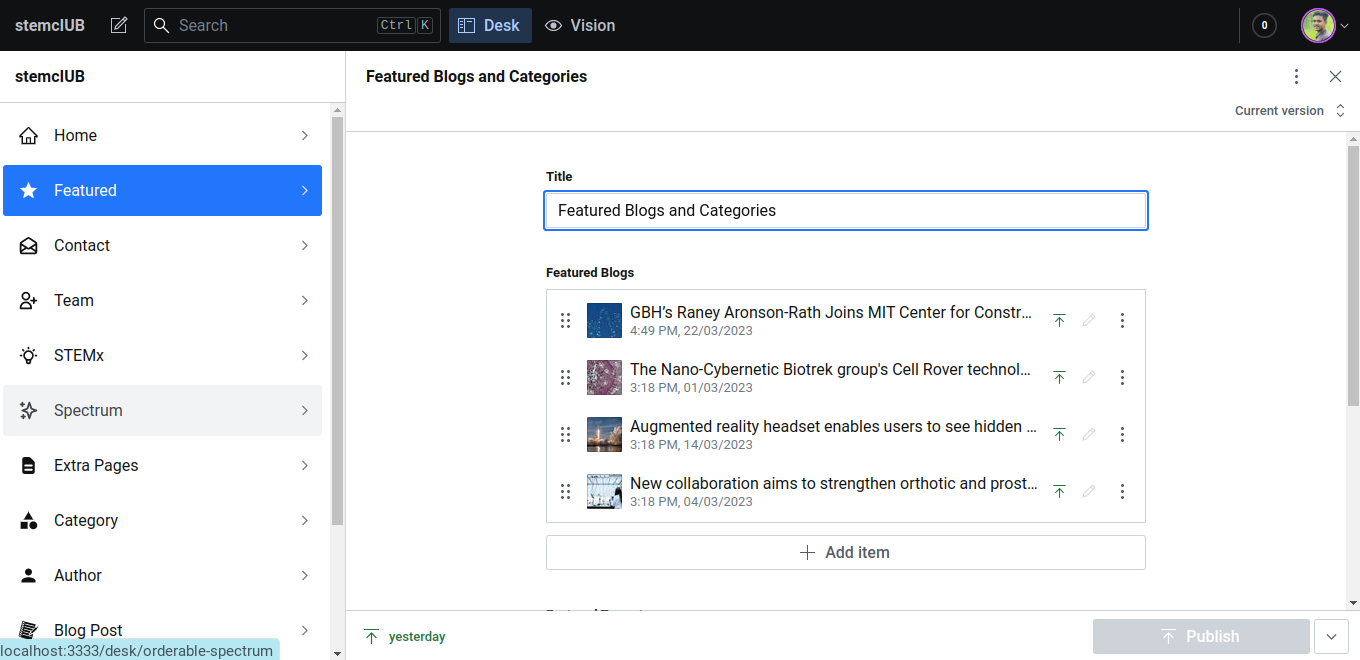 stemclUB
Search
Ctrl K
Desk
Vision
0
stemclUB
Home
Featured
Contact
Team
STEMx
Spectrum
Extra Pages
Category
Author
Blog Post
localhost:3333/desk/orderable-spectrum
Featured Blogs and Categories
Current version
Title
Featured Blogs and Categories
Featured Blogs
GBH’s Raney Aronson-Rath Joins MIT Center for Constr...
4:49 PM, 22/03/2023
The Nano-Cybernetic Biotrek group's Cell Rover technol...
3:18 PM, 01/03/2023
Augmented reality headset enables users to see hidden ...
3:18 PM, 14/03/2023
New collaboration aims to strengthen orthotic and prost...
3:18 PM, 04/03/2023
Add item
yesterday
Publish